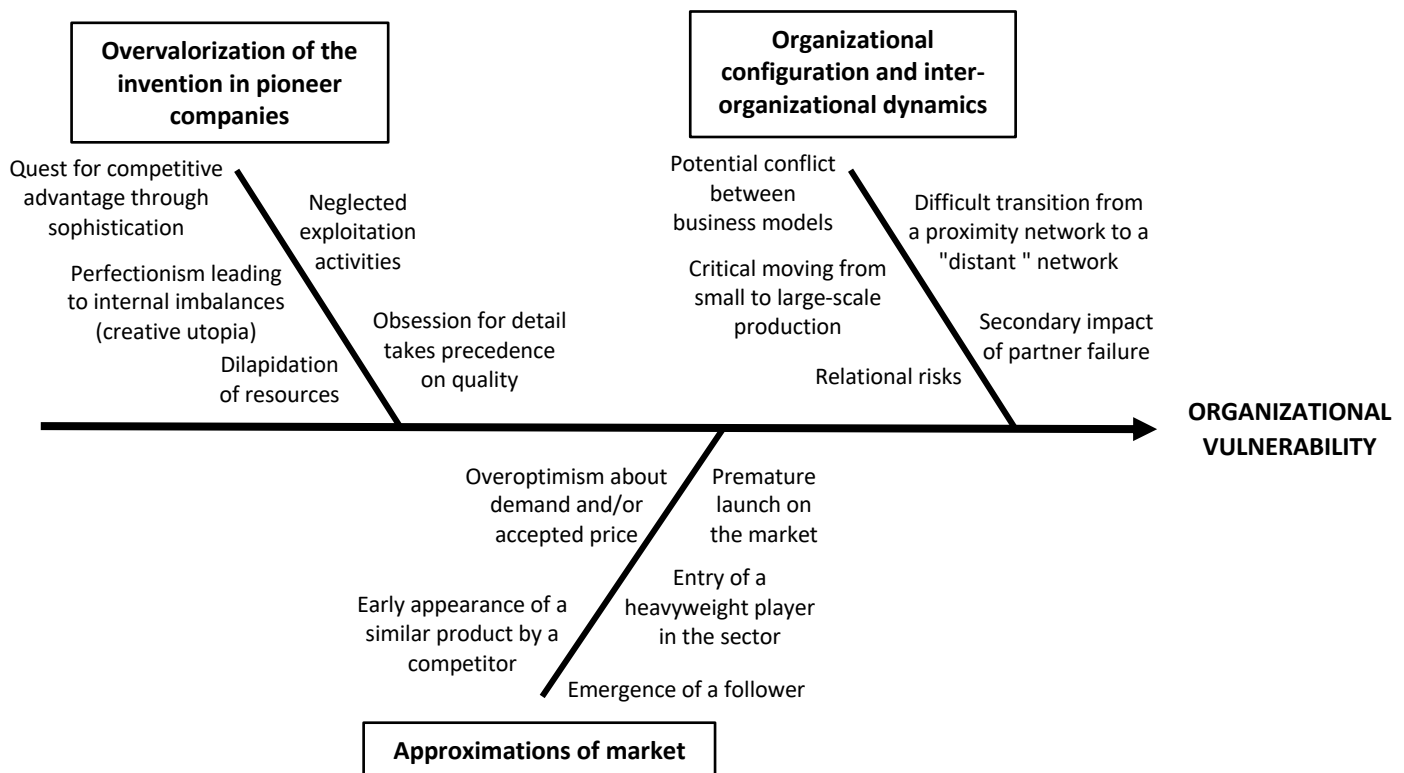 Overvalorization of the
invention in pioneer
companies
Organizational
configuration and inter-
organizational dynamics
Quest for competitive
advantage through
sophistication
Neglected
exploitation
activities
Perfectionism leading
to internal imbalances
(creative utopia)
Obsession for detail
takes precedence
on quality
Dilapidation
of resources
Potential conflict
between
business models
Difficult transition from
a proximity network to a
"distant " network
Critical moving from
small to large-scale
production
Secondary impact
of partner failure
Relational risks
ORGANIZATIONAL
VULNERABILITY
Overoptimism about
demand and/or
accepted price
Premature
launch on
the market
Early appearance of a
similar product by a
competitor
Entry of a
heavyweight player
in the sector
Emergence of a follower
Approximations of market